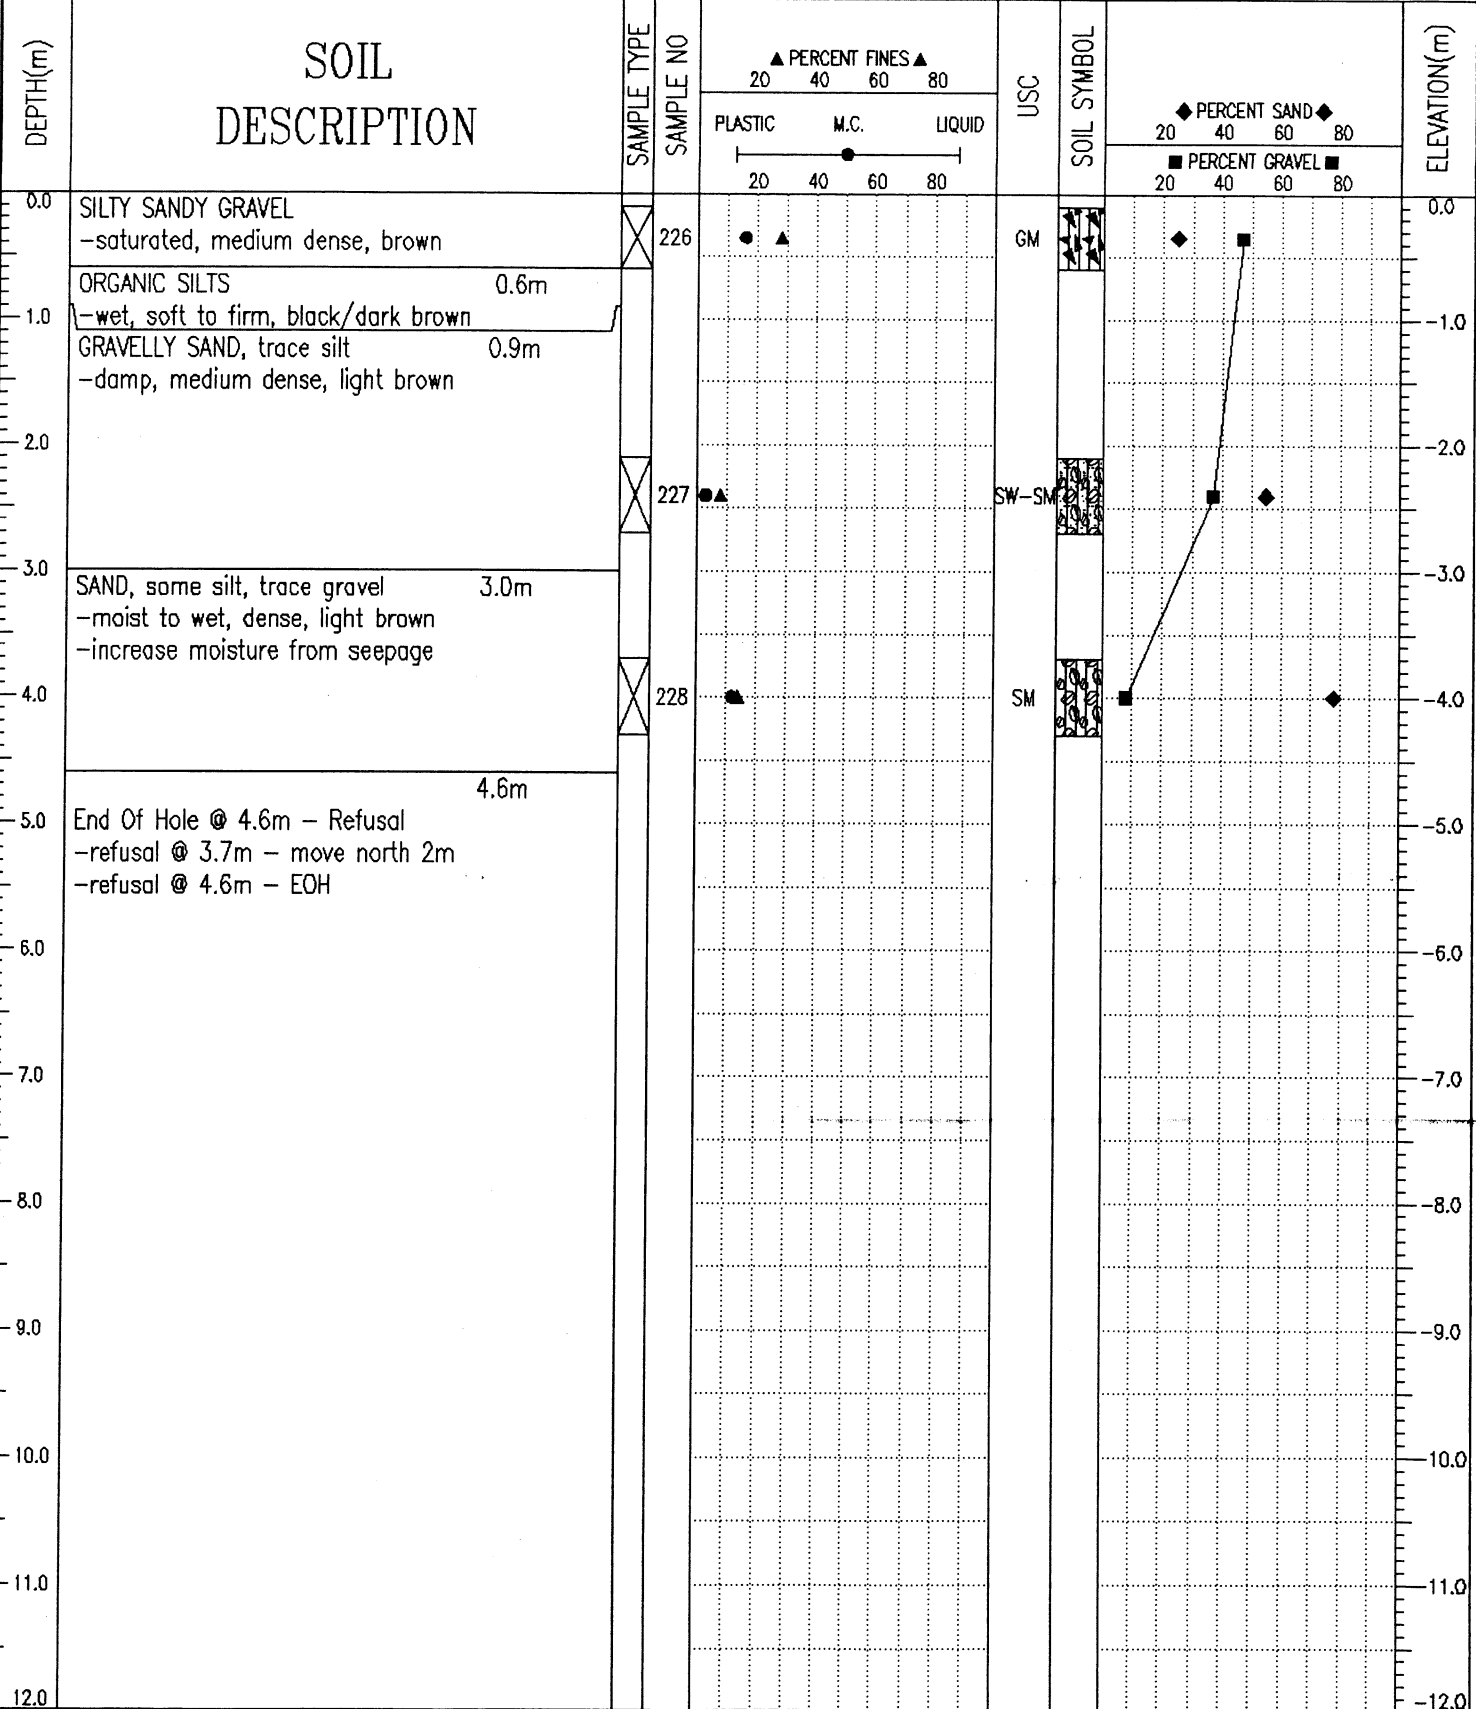 DEPTH(m)
SOIL
DESCRIPTION
SAMPLE TYPE
SAMPLE NO
▲ PERCENT FINES ▲
20 40 60 80
PLASTIC M.C. LIQUID
20 40 60 80
USC
SOIL SYMBOL
◆ PERCENT SAND ◆
20 40 60 80
■ PERCENT GRAVEL ■
20 40 60 80
ELEVATION(m)
0.0
SILTY SANDY GRAVEL
-saturated, medium dense, brown
226
GM
0.0
ORGANIC SILTS 0.6m
-wet, soft to firm, black/dark brown
1.0
-1.0
GRAVELLY SAND, trace silt 0.9m
-damp, medium dense, light brown
2.0
-2.0
227
SW-SM
3.0
-3.0
SAND, some silt, trace gravel 3.0m
-moist to wet, dense, light brown
-increase moisture from seepage
4.0
228
SM
-4.0
4.6m
5.0
End Of Hole @ 4.6m - Refusal
-5.0
-refusal @ 3.7m - move north 2m
-refusal @ 4.6m - EOH
6.0
-6.0
7.0
-7.0
8.0
-8.0
9.0
-9.0
10.0
-10.0
11.0
-11.0
12.0
-12.0